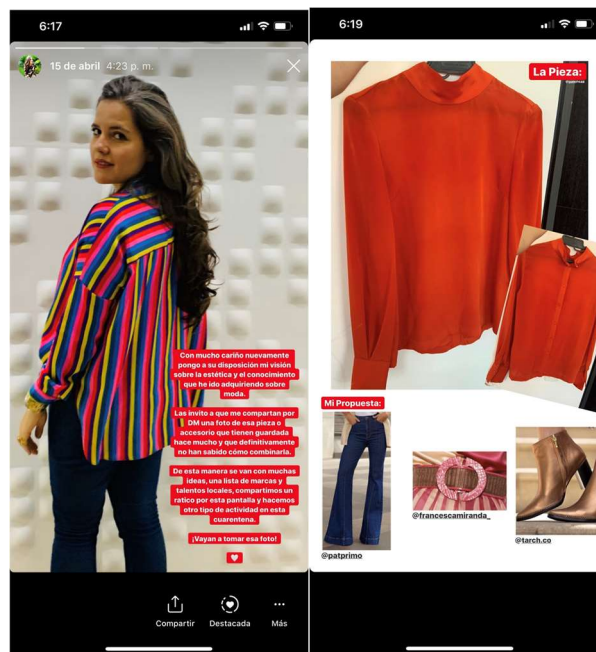 6:17
15 de abril 4:23 p. m.
Con mucho cariño nuevamente
pongo a su disposición mi visión
sobre la estética y el conocimiento
que he ido adquiriendo sobre
moda.
Las invito a que me compartan por
DM una foto de esa pieza o
accesorio que tienen guardada
hace mucho y que definitivamente
no han sabido cómo combinarla.
De esta manera se van con muchas
ideas, una lista de marcas y
talentos locales, compartimos un
ratico por esta pantalla y hacemos
otro tipo de actividad en esta
cuarentena.
¡Vayan a tomar esa foto!
Compartir
Destacada
Más
6:19
La Pieza:
Mi Propuesta:
@patprimo
@francescamiranda_
@tarch.co